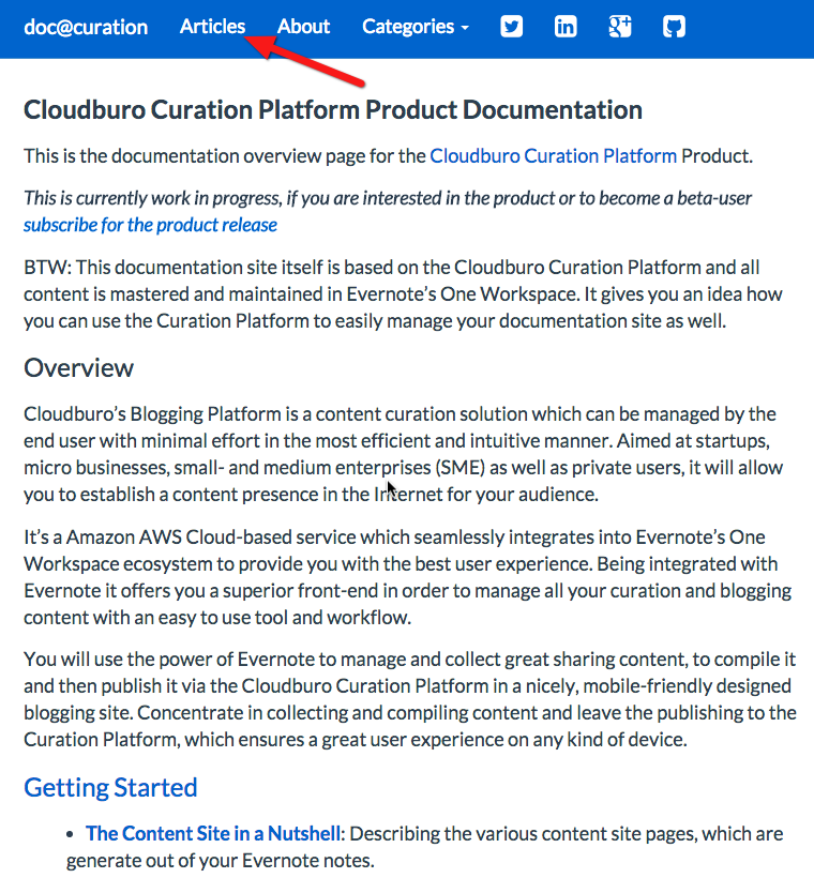 doc@curation Articles About Categories
Cloudburo Curation Platform Product Documentation
This is the documentation overview page for the Cloudburo Curation Platform Product.
This is currently work in progress, if you are interested in the product or to become a beta-user
subscribe for the product release
BTW: This documentation site itself is based on the Cloudburo Curation Platform and all
content is mastered and maintained in Evernote's One Workspace. It gives you an idea how
you can use the Curation Platform to easily manage your documentation site as well.
Overview
Cloudburo's Blogging Platform is a content curation solution which can be managed by the
end user with minimal effort in the most efficient and intuitive manner. Aimed at startups,
micro businesses, small- and medium enterprises (SME) as well as private users, it will allow
you to establish a content presence in the Internet for your audience.
It's a Amazon AWS Cloud-based service which seamlessly integrates into Evernote's One
Workspace ecosystem to provide you with the best user experience. Being integrated with
Evernote it offers you a superior front-end in order to manage all your curation and blogging
content with an easy to use tool and workflow.
You will use the power of Evernote to manage and collect great sharing content, to compile it
and then publish it via the Cloudburo Curation Platform in a nicely, mobile-friendly designed
blogging site. Concentrate in collecting and compiling content and leave the publishing to the
Curation Platform, which ensures a great user experience on any kind of device.
Getting Started
• The Content Site in a Nutshell: Describing the various content site pages, which are
generate out of your Evernote notes.